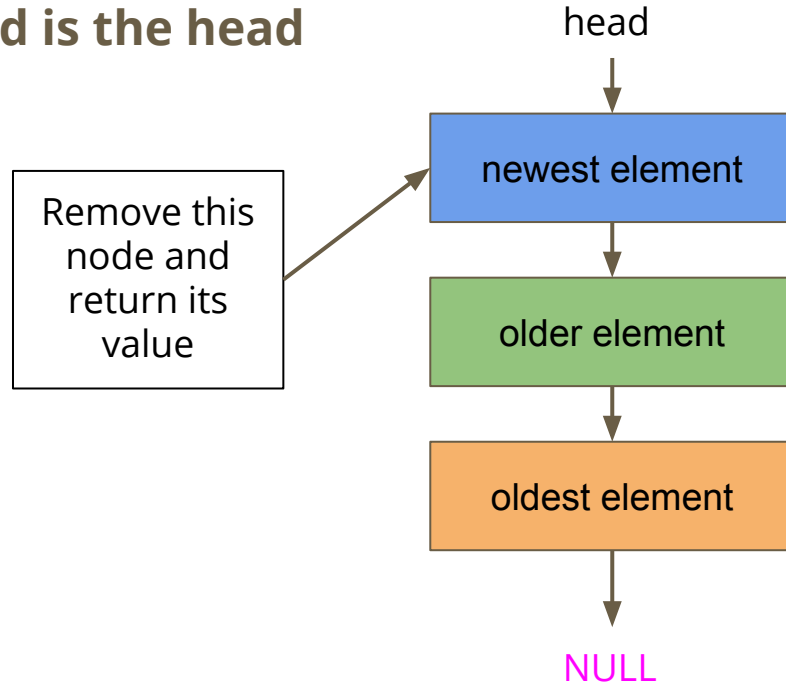 d is the head
head
newest element
Remove this
node and
return its
value
older element
oldest element
NULL